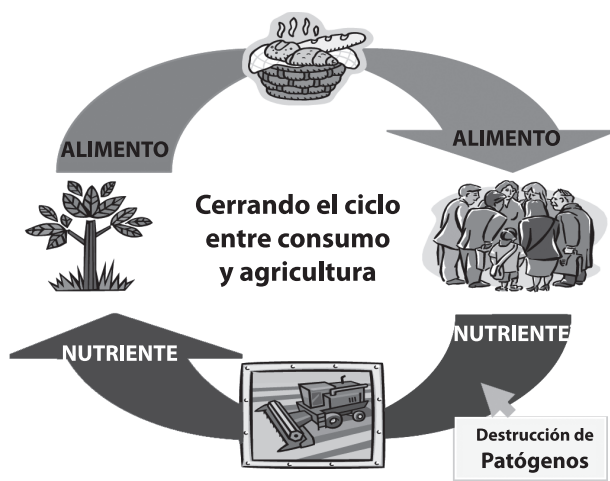 ALIMENTO
ALIMENTO
Cerrando el ciclo
entre consumo
y agricultura
NUTRIENTE
NUTRIENTE
Destrucción de
Patógenos